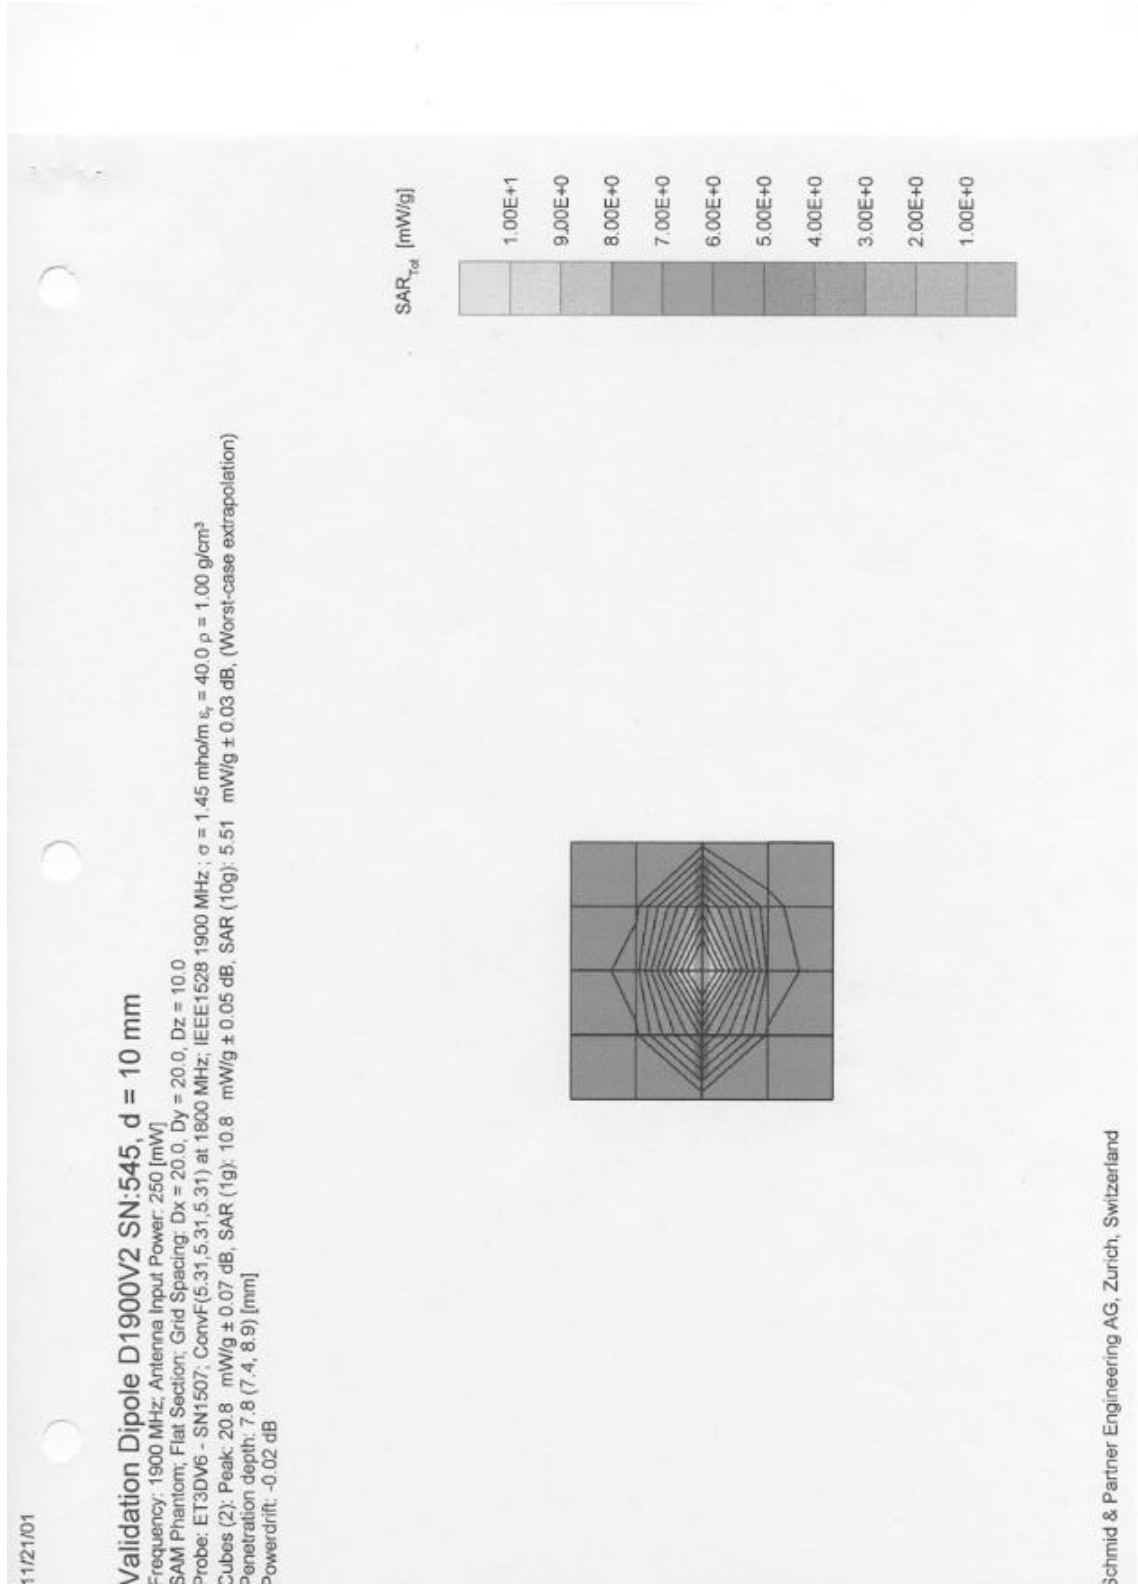 11/21/01
Validation Dipole D1900V2 SN:545, d = 10 mm
Frequency: 1900 MHz; Antenna Input Power: 250 [mW]
SAM Phantom; Flat Section; Grid Spacing: Dx = 20.0, Dy = 20.0, Dz = 10.0
Probe: ET3DV6 - SN1507; ConvF(5.31,5.31,5.31) at 1800 MHz; IEEE1528 1900 MHz ; σ = 1.45 mho/m εr = 40.0 ρ = 1.00 g/cm³
Cubes (2): Peak: 20.8 mW/g ± 0.07 dB, SAR (1g): 10.8 mW/g ± 0.05 dB, SAR (10g): 5.51 mW/g ± 0.03 dB, (Worst-case extrapolation)
Penetration depth: 7.8 (7.4, 8.9) [mm]
Powerdrift: -0.02 dB
SAR_Tot [mW/g]
1.00E+1
9.00E+0
8.00E+0
7.00E+0
6.00E+0
5.00E+0
4.00E+0
3.00E+0
2.00E+0
1.00E+0
Schmid & Partner Engineering AG, Zurich, Switzerland